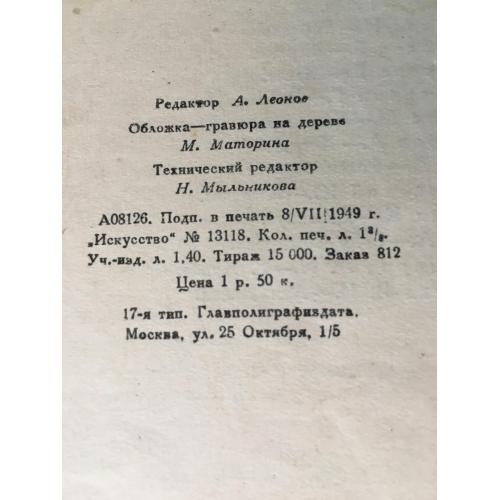 Редактор А. Леонов
Обложка—гравюра на дереве
М. Маторина
Технический редактор
Н. Мыльникова
А08126. Подп. в печать 8/VII 1949 г.
„Искусство" № 13118. Кол. печ. л. 1³/₈.
Уч.-изд. л. 1,40. Тираж 15 000. Заказ 812
Цена 1 р. 50 к.
17-я тип. Главполиграфиздата.
Москва, ул. 25 Октября, 1/5